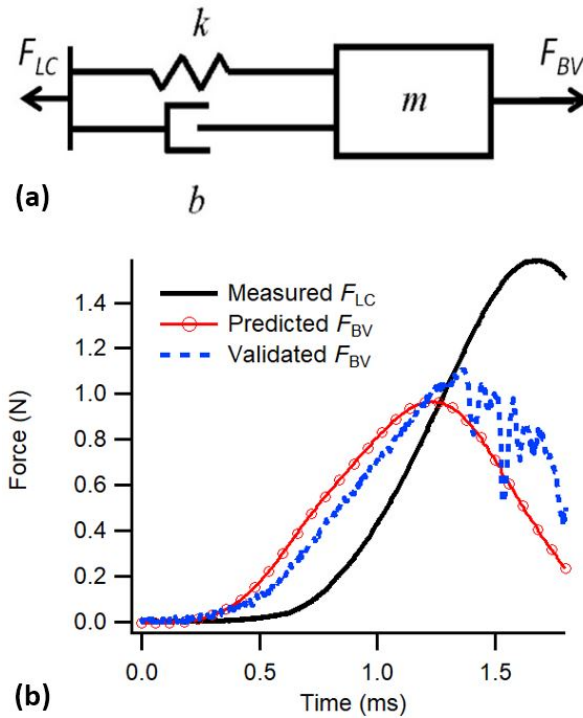 k
F_LC
F_BV
m
b
(a)
Measured F_LC
Predicted F_BV
Validated F_BV
1.4
1.2
1.0
0.8
0.6
0.4
0.2
0.0
Force (N)
0.0 0.5 1.0 1.5
Time (ms)
(b)